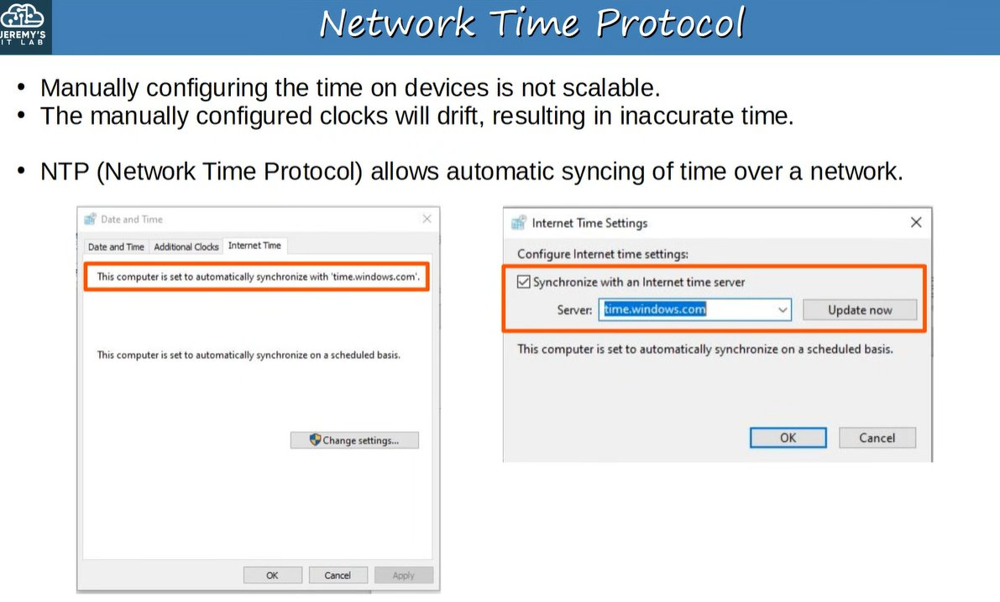 JEREMY'S
IT LAB
Network Time Protocol
• Manually configuring the time on devices is not scalable.
• The manually configured clocks will drift, resulting in inaccurate time.
• NTP (Network Time Protocol) allows automatic syncing of time over a network.
Date and Time
Date and Time Additional Clocks Internet Time
This computer is set to automatically synchronize with 'time.windows.com'.
This computer is set to automatically synchronize on a scheduled basis.
Change settings...
OK Cancel Apply
Internet Time Settings
Configure Internet time settings:
Synchronize with an Internet time server
Server: time.windows.com Update now
This computer is set to automatically synchronize on a scheduled basis.
OK Cancel